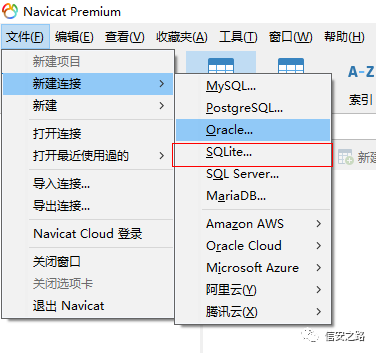 Navicat Premium
文件(F) 编辑(E) 查看(V) 收藏夹(A) 工具(T) 窗口(W) 帮助(H)
新建项目
新建连接
新建
打开连接
打开最近使用過的
导入连接...
导出连接...
Navicat Cloud 登录
关闭窗口
关闭选项卡
退出 Navicat
MySQL...
PostgreSQL...
Oracle...
SQLite...
SQL Server...
MariaDB...
Amazon AWS
Oracle Cloud
Microsoft Azure
阿里云(Y)
腾讯云(X)
A-Z
索引
新建
信安之路